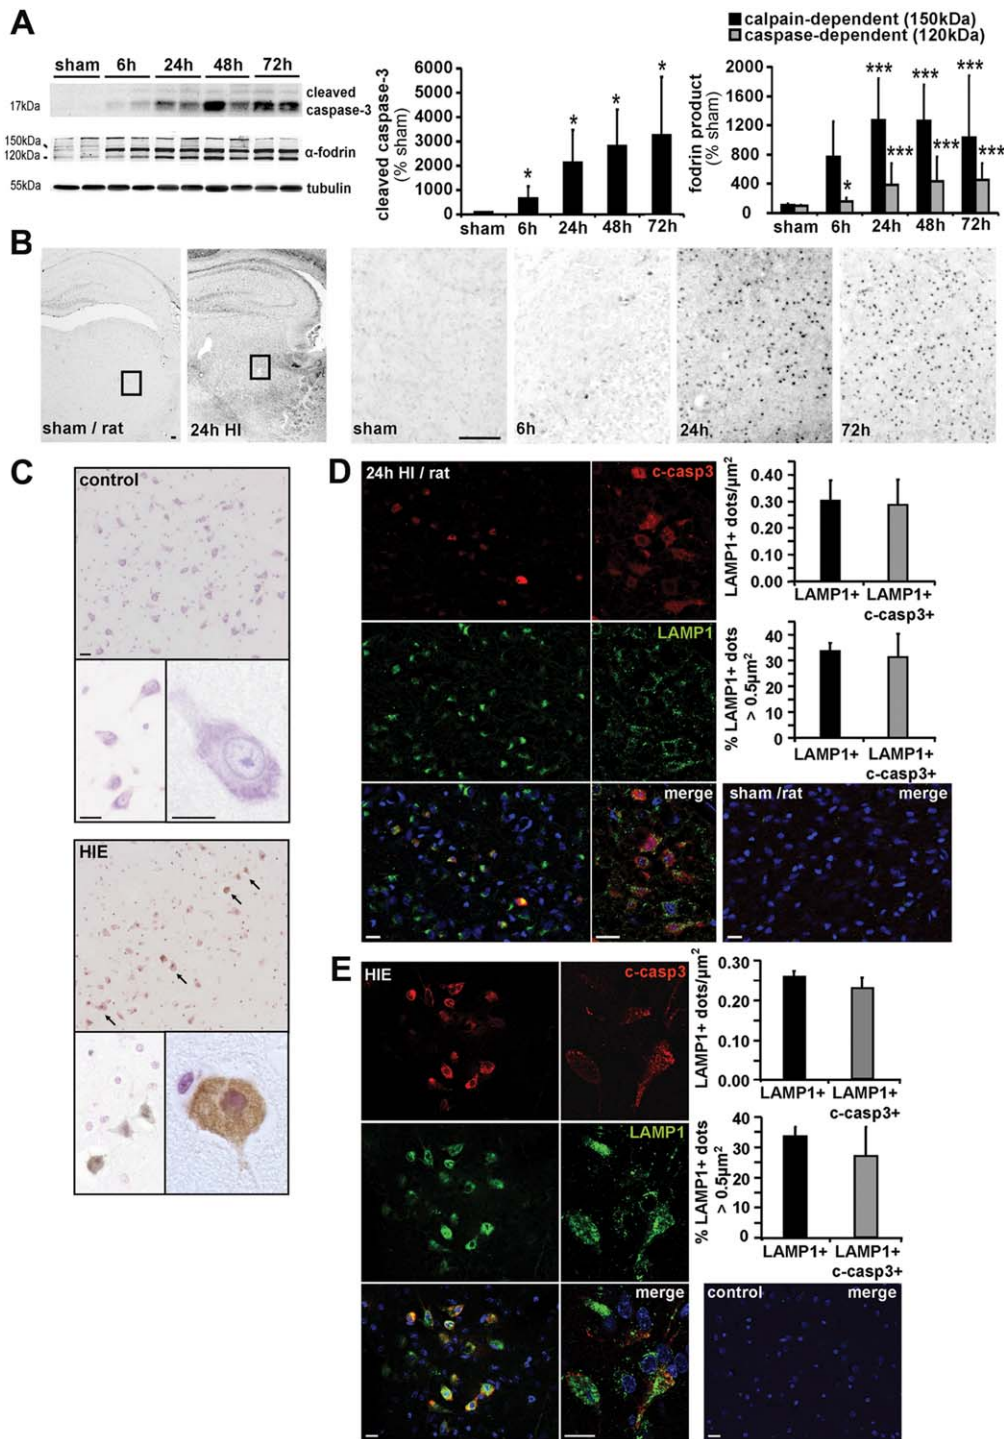 A
sham 6h 24h 48h 72h
17kDa
cleaved
caspase-3
150kDa
120kDa
α-fodrin
55kDa
tubulin
cleaved caspase-3
(% sham)
6000
5000
4000
3000
2000
1000
0
* * * *
sham 6h 24h 48h 72h
calpain-dependent (150kDa)
caspase-dependent (120kDa)
fodrin product
(% sham)
2000
1600
1200
800
400
0
* *** *** *** *** *** ***
sham 6h 24h 48h 72h
B
sham / rat
24h HI
sham
6h
24h
72h
C
control
HIE
D
24h HI / rat
c-casp3
LAMP1
merge
sham /rat
merge
LAMP1+ dots/µm²
0.40
0.30
0.20
0.10
0.00
LAMP1+ LAMP1+
c-casp3+
% LAMP1+ dots
> 0.5µm²
40
30
20
10
0
LAMP1+ LAMP1+
c-casp3+
E
HIE
c-casp3
LAMP1
merge
LAMP1+ dots/µm²
0.30
0.20
0.10
0.00
LAMP1+ LAMP1+
c-casp3+
% LAMP1+ dots
> 0.5µm²
40
30
20
10
0
LAMP1+ LAMP1+
c-casp3+
control
merge